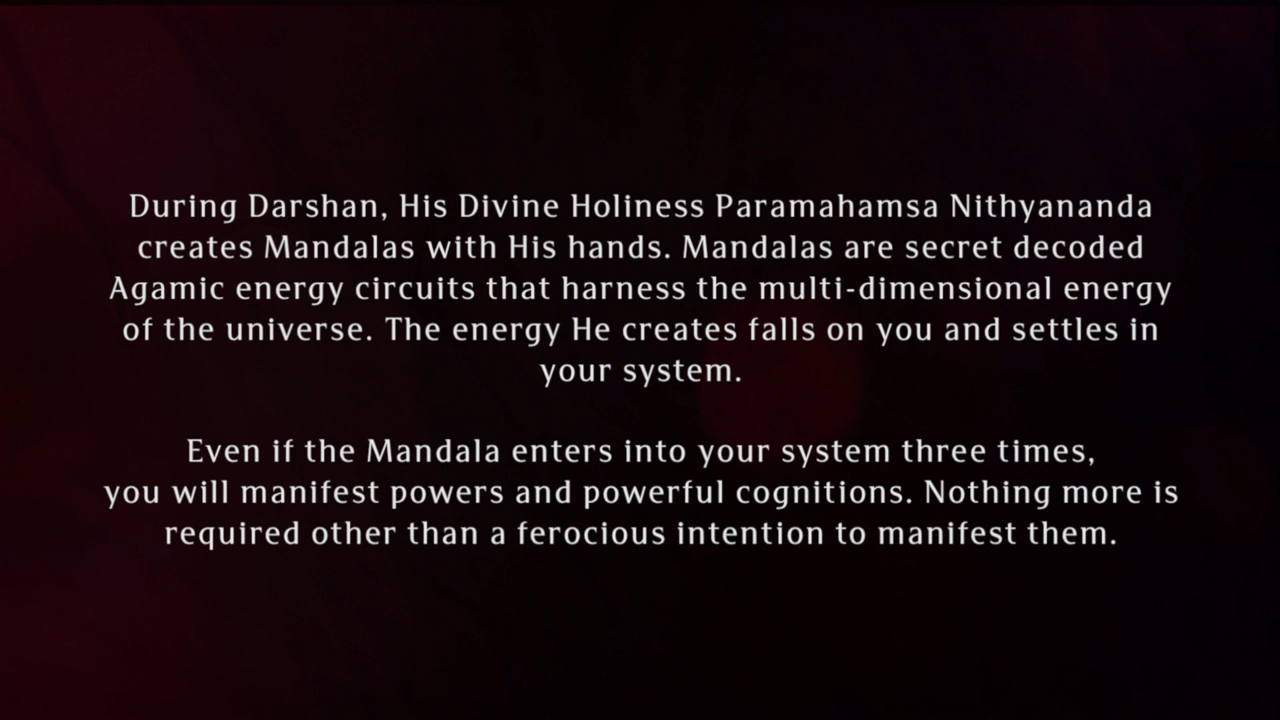 During Darshan, His Divine Holiness Paramahamsa Nithyananda
creates Mandalas with His hands. Mandalas are secret decoded
Agamic energy circuits that harness the multi-dimensional energy
of the universe. The energy He creates falls on you and settles in
your system.
Even if the Mandala enters into your system three times,
you will manifest powers and powerful cognitions. Nothing more is
required other than a ferocious intention to manifest them.